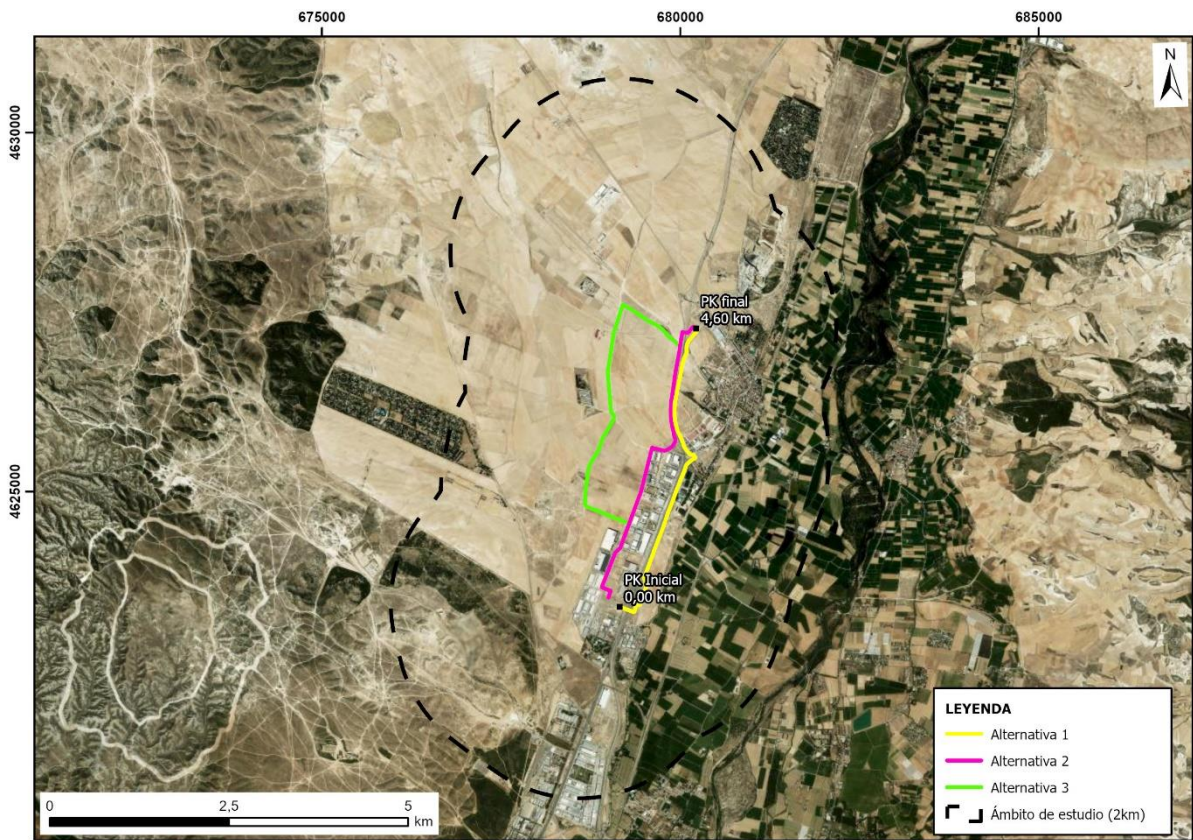 675000
680000
685000
N
4630000
PK final
4,60 km
4625000
PK Inicial
0,00 km
LEYENDA
Alternativa 1
Alternativa 2
Alternativa 3
Ámbito de estudio (2km)
0
2,5
5
km